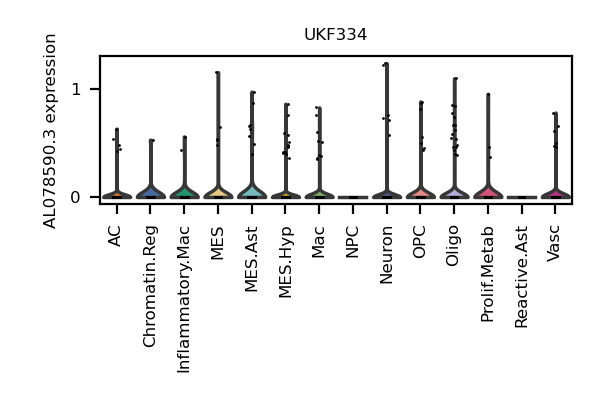 UKF334
AL078590.3 expression
1
0
AC
Chromatin.Reg
Inflammatory.Mac
MES
MES.Ast
MES.Hyp
Mac
NPC
Neuron
OPC
Oligo
Prolif.Metab
Reactive.Ast
Vasc